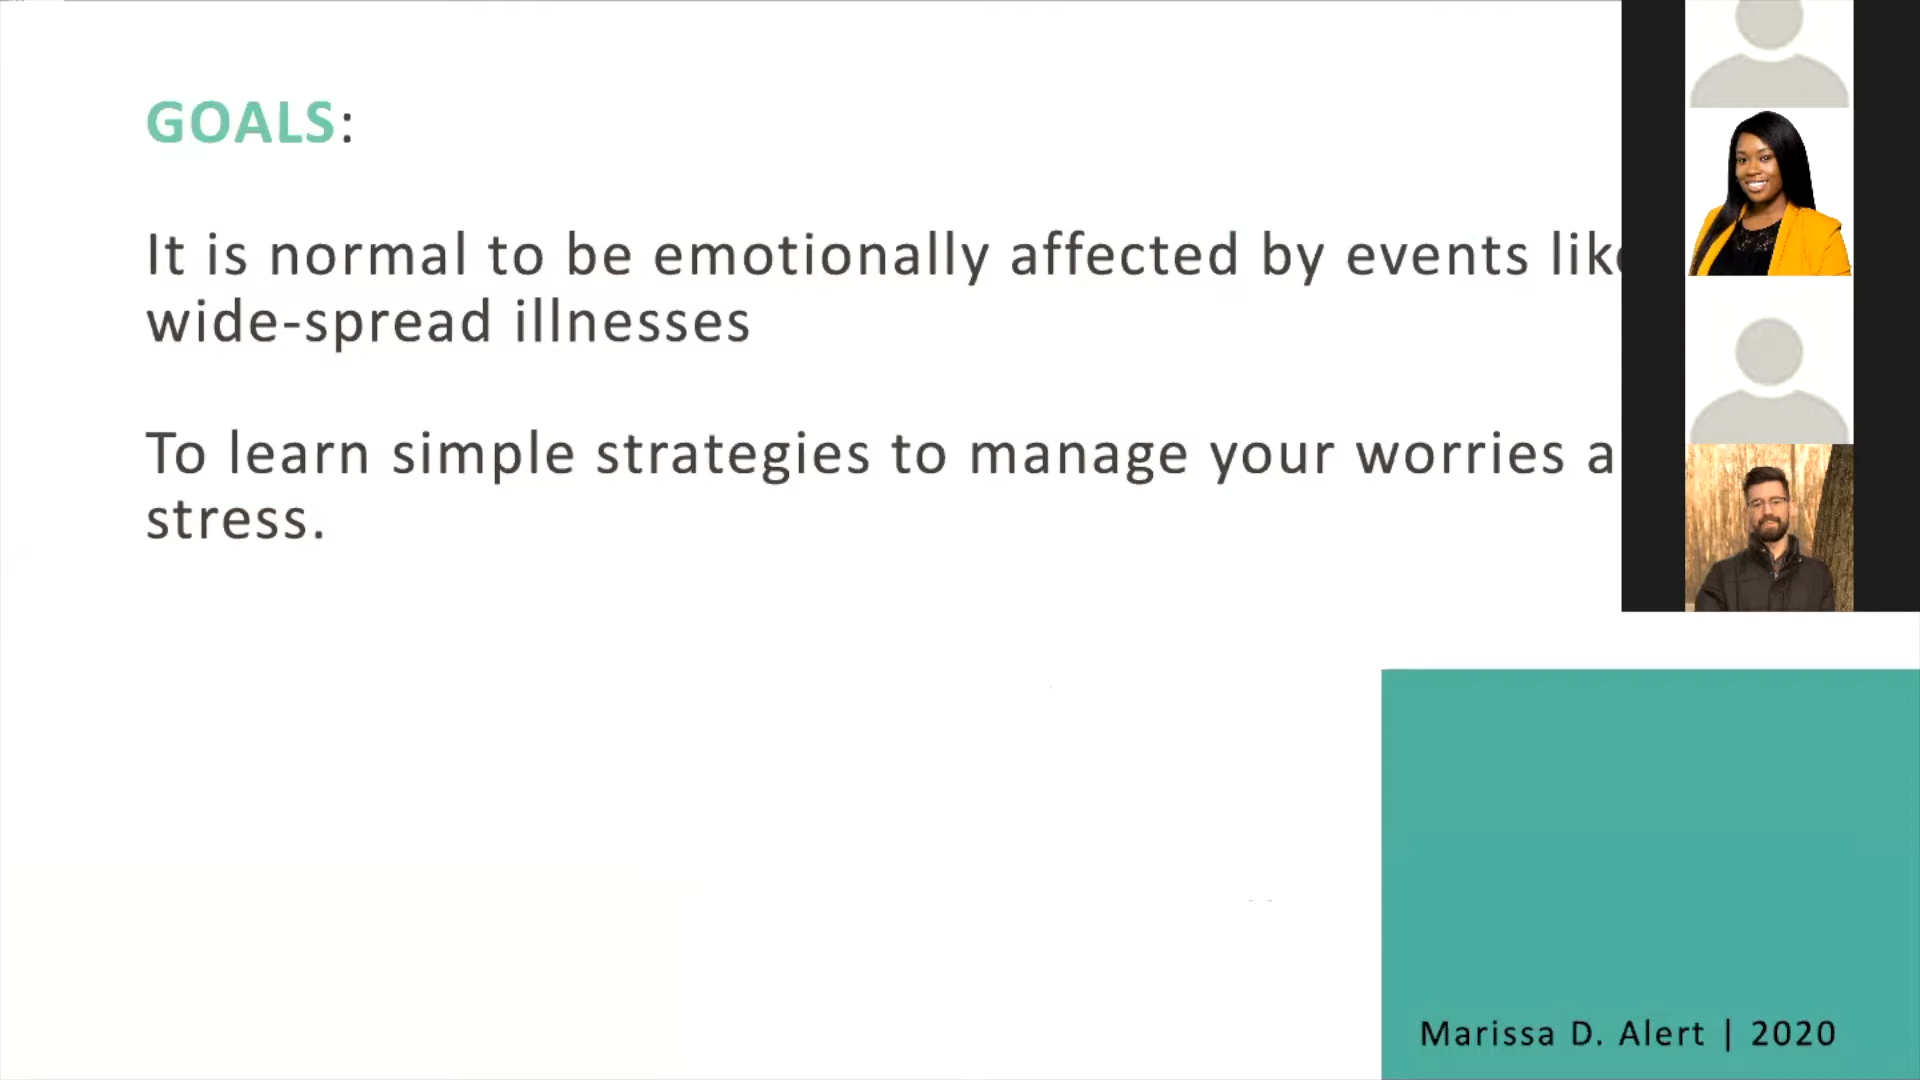 GOALS:
It is normal to be emotionally affected by events lik
wide-spread illnesses
To learn simple strategies to manage your worries a
stress.
Marissa D. Alert | 2020